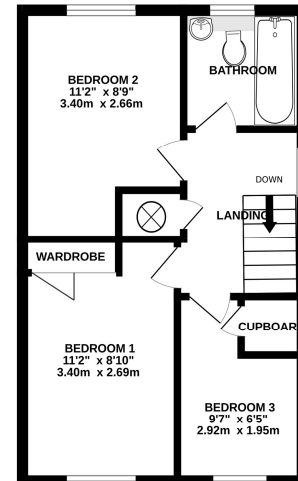 BEDROOM 2
11'2" x 8'9"
3.40m x 2.66m
BATHROOM
DOWN
LANDING
WARDROBE
BEDROOM 1
11'2" x 8'10"
3.40m x 2.69m
CUPBOAR
BEDROOM 3
9'7" x 6'5"
2.92m x 1.95m